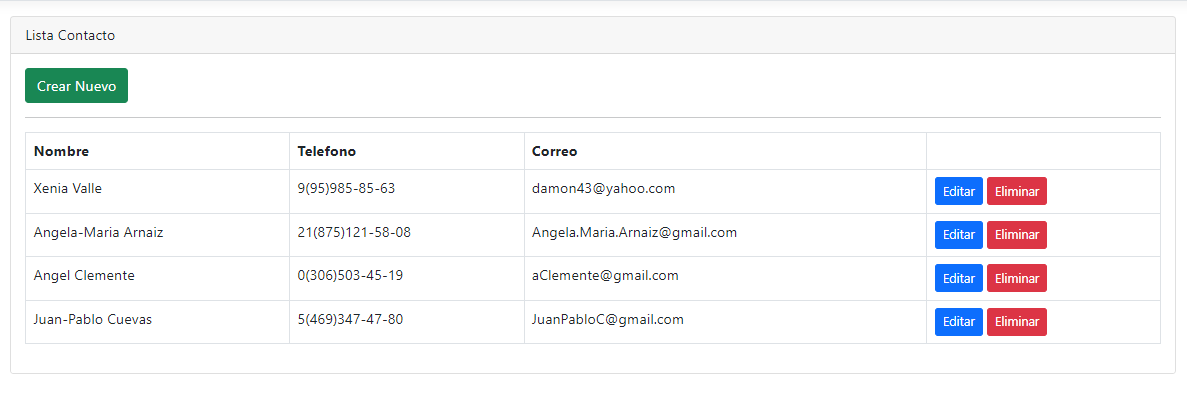 Lista Contacto
Crear Nuevo
Nombre Telefono Correo
Xenia Valle 9(95)985-85-63 damon43@yahoo.com Editar Eliminar
Angela-Maria Arnaiz 21(875)121-58-08 Angela.Maria.Arnaiz@gmail.com Editar Eliminar
Angel Clemente 0(306)503-45-19 aClemente@gmail.com Editar Eliminar
Juan-Pablo Cuevas 5(469)347-47-80 JuanPabloC@gmail.com Editar Eliminar